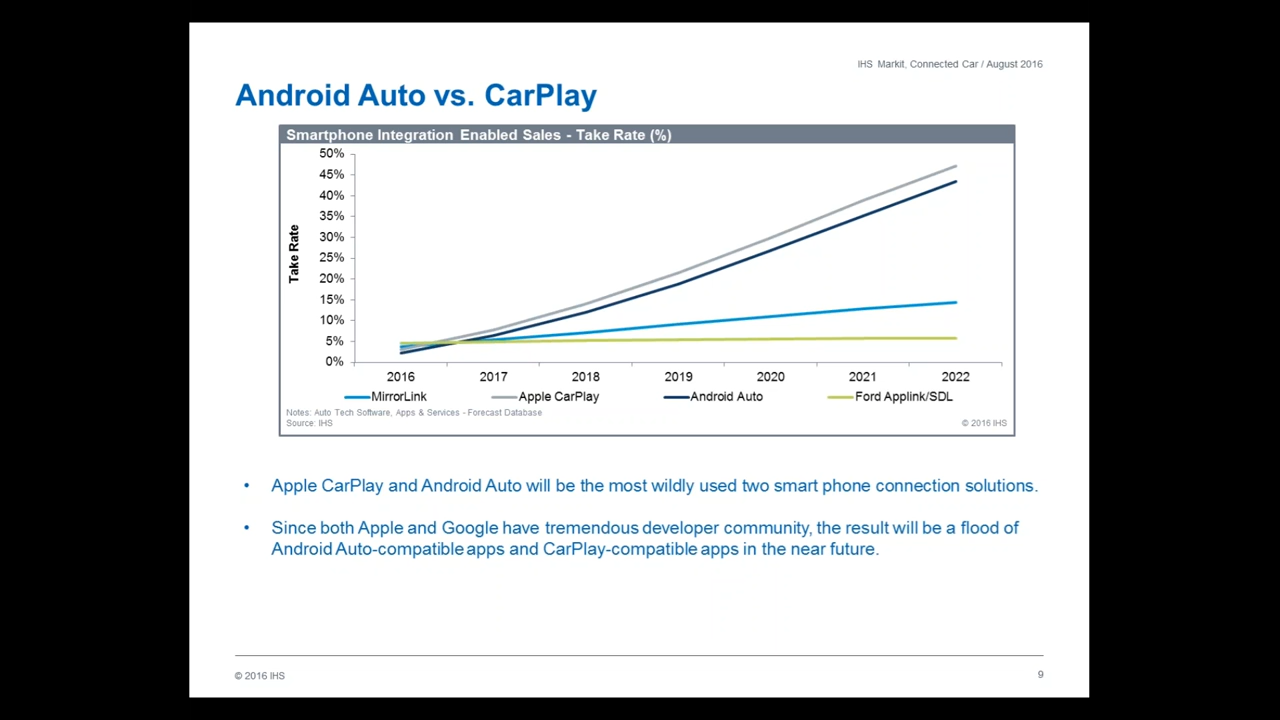 IHS Markit, Connected Car / August 2016
Android Auto vs. CarPlay
Smartphone Integration Enabled Sales - Take Rate (%)
50%
45%
40%
35%
30%
25%
20%
15%
10%
5%
0%
Take Rate
2016 2017 2018 2019 2020 2021 2022
MirrorLink Apple CarPlay Android Auto Ford Applink/SDL
Notes: Auto Tech Software, Apps & Services - Forecast Database
Source: IHS © 2016 IHS
• Apple CarPlay and Android Auto will be the most wildly used two smart phone connection solutions.
• Since both Apple and Google have tremendous developer community, the result will be a flood of
Android Auto-compatible apps and CarPlay-compatible apps in the near future.
© 2016 IHS 9